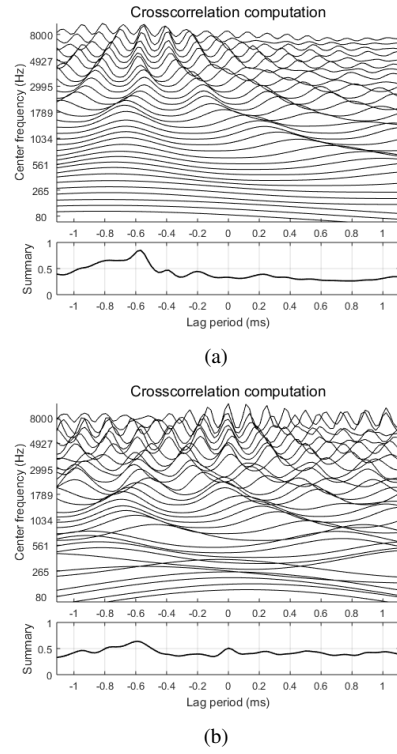 Crosscorrelation computation
Center frequency (Hz)
8000
4927
2995
1789
1034
561
265
80
-1 -0.8 -0.6 -0.4 -0.2 0 0.2 0.4 0.6 0.8 1
Summary
1
0.5
0
-1 -0.8 -0.6 -0.4 -0.2 0 0.2 0.4 0.6 0.8 1
Lag period (ms)
(a)
Crosscorrelation computation
Center frequency (Hz)
8000
4927
2995
1789
1034
561
265
80
-1 -0.8 -0.6 -0.4 -0.2 0 0.2 0.4 0.6 0.8 1
Summary
1
0.5
0
-1 -0.8 -0.6 -0.4 -0.2 0 0.2 0.4 0.6 0.8 1
Lag period (ms)
(b)